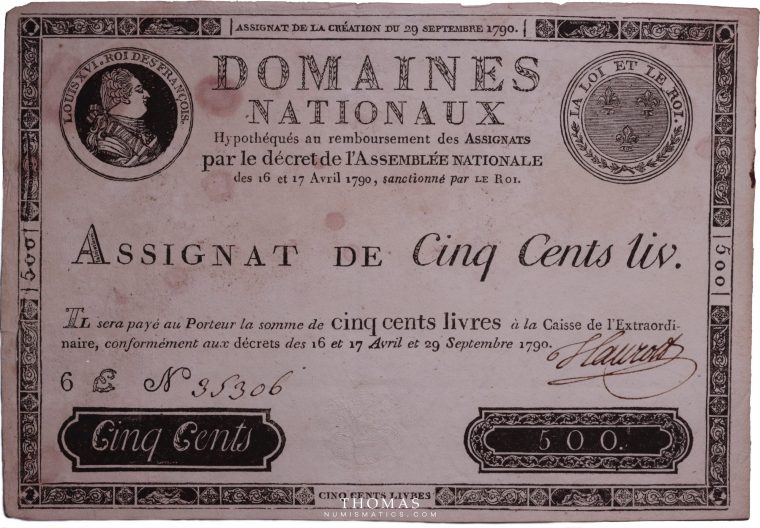 ASSIGNAT DE LA CRÉATION DU 29 SEPTEMBRE 1790.
LOUIS XVI, ROI DES FRANÇOIS.
LA LOI ET LE ROI.
DOMAINES
NATIONAUX
Hypothéqués au remboursement des ASSIGNATS
par le décret de l'ASSEMBLÉE NATIONALE
des 16 et 17 Avril 1790, sanctionné par LE ROI.
500
500
ASSIGNAT DE Cinq Cents liv.
IL sera payé au Porteur la somme de cinq cents livres à la Caisse de l'Extraordi-
naire, conformément aux décrets des 16 et 17 Avril et 29 Septembre 1790.
6 E N 35306
Cinq Cents
500.
CINQ CENTS LIVRES
THOMAS
NUMISMATICS.COM